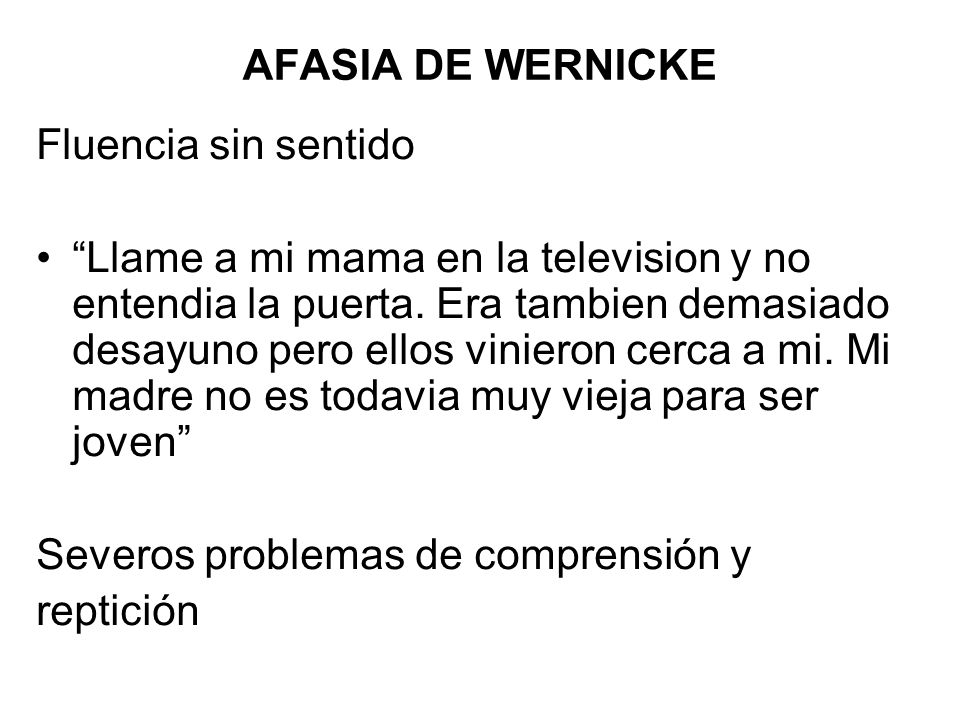 AFASIA DE WERNICKE
Fluencia sin sentido
• “Llame a mi mama en la television y no
entendia la puerta. Era tambien demasiado
desayuno pero ellos vinieron cerca a mi. Mi
madre no es todavia muy vieja para ser
joven”
Severos problemas de comprensión y
reptición